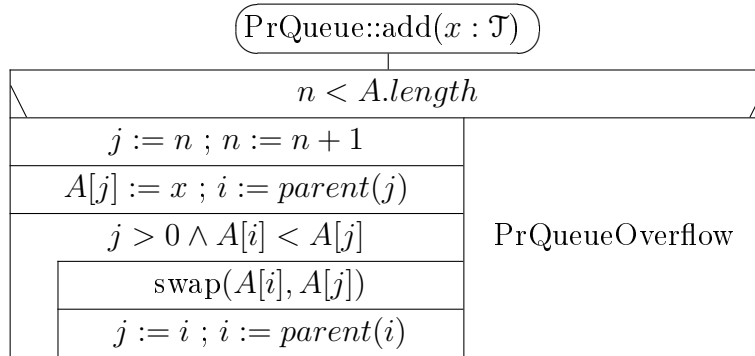 PrQueue::add(x : 𝒯)
n < A.length
j := n ; n := n + 1
A[j] := x ; i := parent(j)
j > 0 ∧ A[i] < A[j]
PrQueueOverflow
swap(A[i], A[j])
j := i ; i := parent(i)